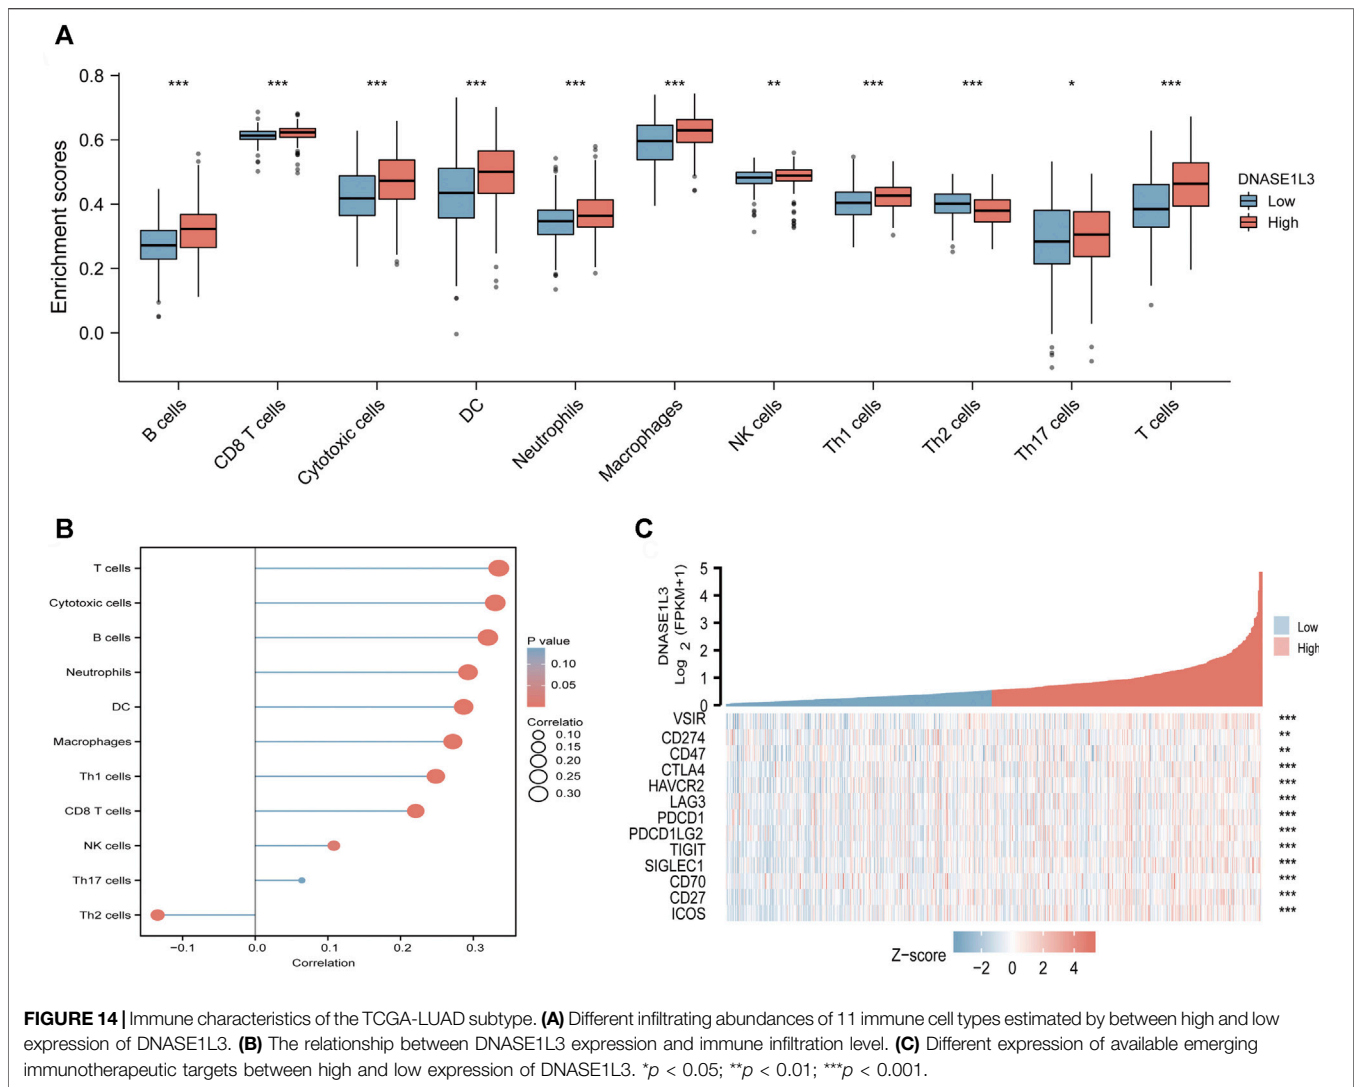 A
0.8
0.6
0.4
0.2
0.0
Enrichment scores
*** *** *** *** *** *** ** *** *** * ***
DNASE1L3
Low
High
B cells
CD8 T cells
Cytotoxic cells
DC
Neutrophils
Macrophages
NK cells
Th1 cells
Th2 cells
Th17 cells
T cells
B
T cells
Cytotoxic cells
B cells
Neutrophils
DC
Macrophages
Th1 cells
CD8 T cells
NK cells
Th17 cells
Th2 cells
−0.1 0.0 0.1 0.2 0.3
Correlation
P value
0.10
0.05
Correlatio
0.10
0.15
0.20
0.25
0.30
C
DNASE1L3
Log 2 (FPKM+1)
5
4
3
2
1
0
Low
High
VSIR ***
CD274 **
CD47 **
CTLA4 ***
HAVCR2 ***
LAG3 ***
PDCD1 ***
PDCD1LG2 ***
TIGIT ***
SIGLEC1 ***
CD70 ***
CD27 ***
ICOS ***
Z−score
−2 0 2 4
FIGURE 14 | Immune characteristics of the TCGA-LUAD subtype. (A) Different infiltrating abundances of 11 immune cell types estimated by between high and low
expression of DNASE1L3. (B) The relationship between DNASE1L3 expression and immune infiltration level. (C) Different expression of available emerging
immunotherapeutic targets between high and low expression of DNASE1L3. *p < 0.05; **p < 0.01; ***p < 0.001.